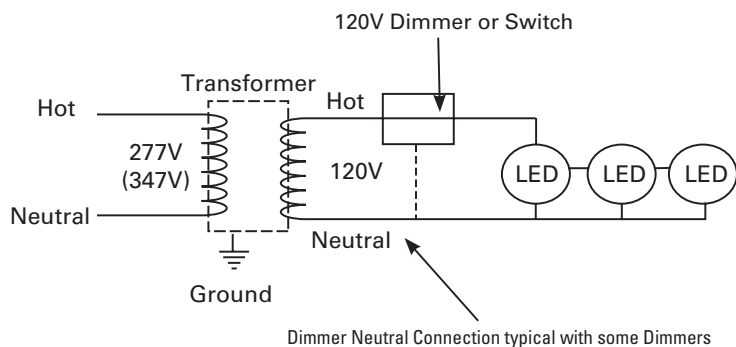 120V Dimmer or Switch
Transformer
Hot
Hot
277V
(347V)
120V
LED
LED
LED
Neutral
Neutral
Ground
Dimmer Neutral Connection typical with some Dimmers